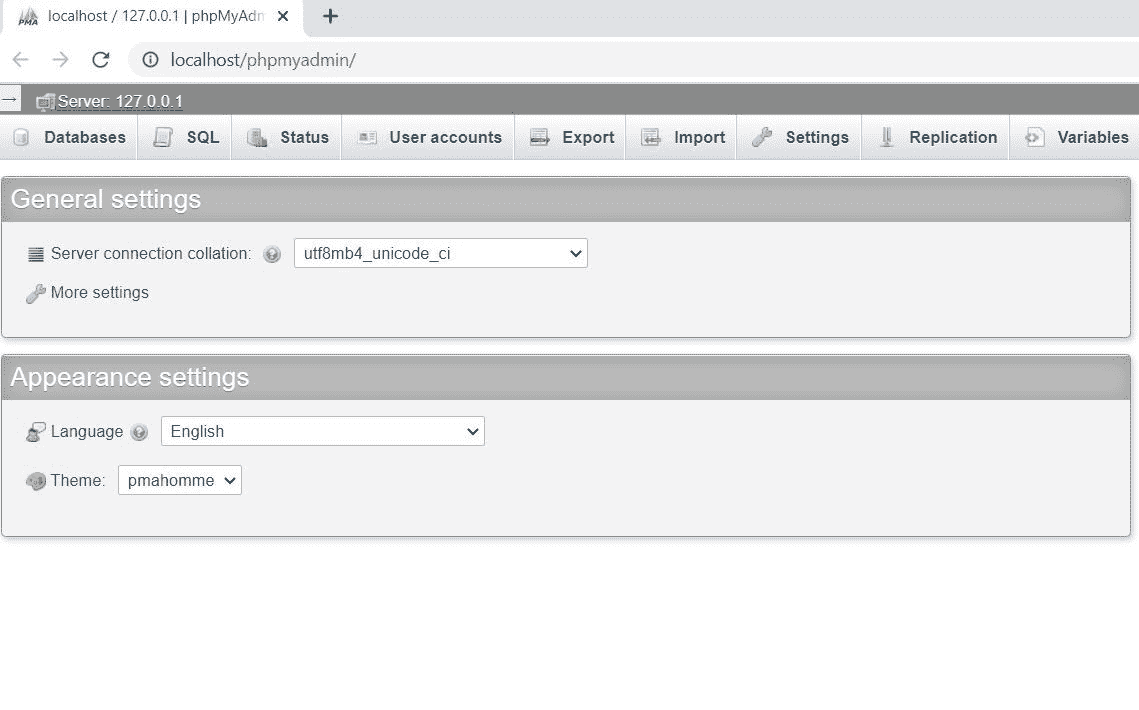 localhost / 127.0.0.1 | phpMyAdm
localhost/phpmyadmin/
Server: 127.0.0.1
Databases SQL Status User accounts Export Import Settings Replication Variables
General settings
Server connection collation: utf8mb4_unicode_ci
More settings
Appearance settings
Language English
Theme: pmahomme